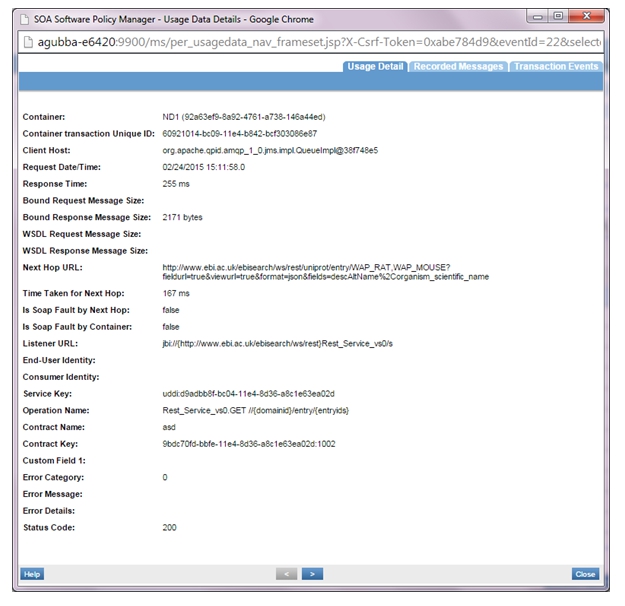 SOA Software Policy Manager - Usage Data Details - Google Chrome
agubba-e6420:9900/ms/per_usagedata_nav_frameset.jsp?X-Csrf-Token=0xabe784d9&eventId=22&select
Usage Detail Recorded Messages Transaction Events
Container: ND1 (92a63ef9-8a92-4761-a738-146a44ed)
Container transaction Unique ID: 60921014-bc09-11e4-b842-bcf303086e87
Client Host: org.apache.qpid.amqp_1_0.jms.impl.QueueImpl@38f748e5
Request Date/Time: 02/24/2015 15:11:58.0
Response Time: 255 ms
Bound Request Message Size:
Bound Response Message Size: 2171 bytes
WSDL Request Message Size:
WSDL Response Message Size:
Next Hop URL: http://www.ebi.ac.uk/ebisearch/ws/rest/uniprot/entry/WAP_RAT,WAP_MOUSE?
fieldurl=true&viewurl=true&format=json&fields=descAltName%2Corganism_scientific_name
Time Taken for Next Hop: 167 ms
Is Soap Fault by Next Hop: false
Is Soap Fault by Container: false
Listener URL: jbi://{http://www.ebi.ac.uk/ebisearch/ws/rest}Rest_Service_vs0/s
End-User Identity:
Consumer Identity:
Service Key: uddi:d9adbb8f-bc04-11e4-8d36-a8c1e63ea02d
Operation Name: Rest_Service_vs0.GET //{domainid}/entry/{entryids}
Contract Name: asd
Contract Key: 9bdc70fd-bbfe-11e4-8d36-a8c1e63ea02d:1002
Custom Field 1:
Error Category: 0
Error Message:
Error Details:
Status Code: 200
Help < > Close